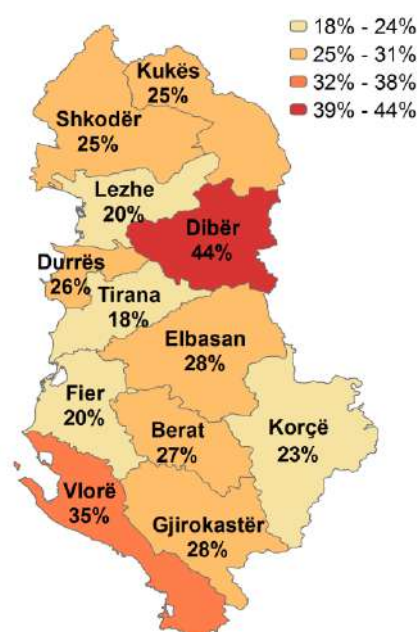 18% - 24%
25% - 31%
32% - 38%
39% - 44%
Kukës
25%
Shkodër
25%
Lezhe
20%
Dibër
44%
Durrës
26%
Tirana
18%
Elbasan
28%
Fier
20%
Berat
27%
Korçë
23%
Vlorë
35%
Gjirokastër
28%